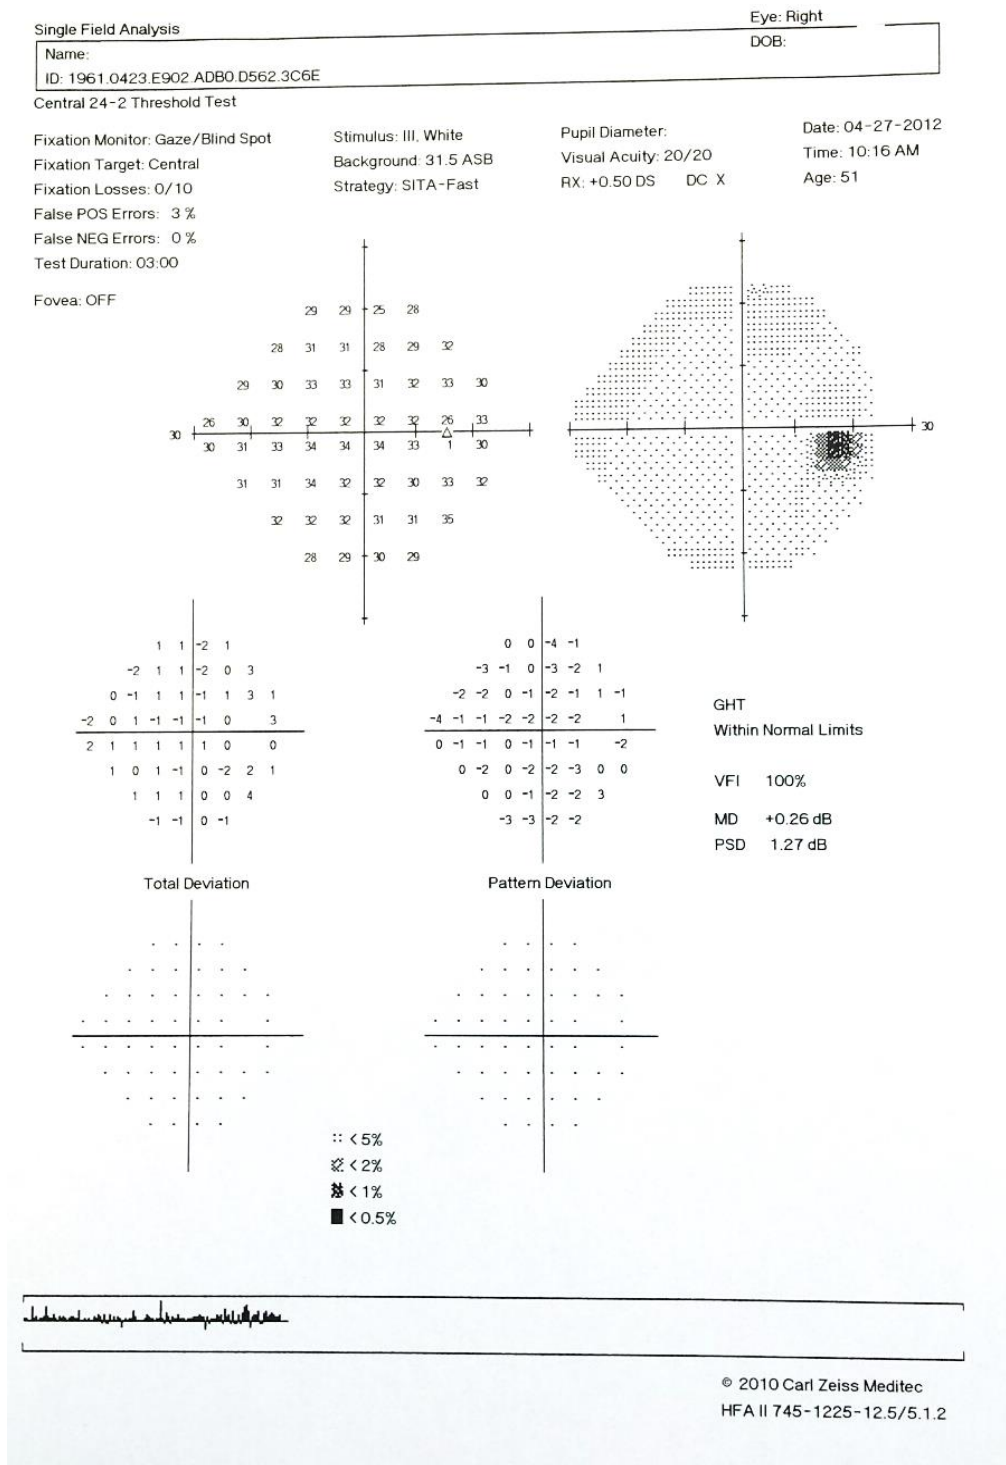 Single Field Analysis
Eye: Right
Name:
DOB:
ID: 1961.0423.E902.ADB0.D562.3C6E
Central 24-2 Threshold Test
Fixation Monitor: Gaze/Blind Spot
Fixation Target: Central
Fixation Losses: 0/10
False POS Errors: 3 %
False NEG Errors: 0 %
Test Duration: 03:00
Fovea: OFF
Stimulus: III, White
Background: 31.5 ASB
Strategy: SITA-Fast
Pupil Diameter:
Visual Acuity: 20/20
RX: +0.50 DS DC X
Date: 04-27-2012
Time: 10:16 AM
Age: 51
29 29 25 28
28 31 31 28 29 32
29 30 33 33 31 32 33 30
26 30 32 32 32 32 32 26 33
30
30 31 33 34 34 34 33 1 30
31 31 34 32 32 30 33 32
32 32 32 31 31 35
28 29 30 29
30
1 1 -2 1
-2 1 1 -2 0 3
0 -1 1 1 -1 1 3 1
-2 0 1 -1 -1 -1 0 3
2 1 1 1 1 1 0 0
1 0 1 -1 0 -2 2 1
1 1 1 0 0 4
-1 -1 0 -1
Total Deviation
0 0 -4 -1
-3 -1 0 -3 -2 1
-2 -2 0 -1 -2 -1 1 -1
-4 -1 -1 -2 -2 -2 -2 1
0 -1 -1 0 -1 -1 -1 -2
0 -2 0 -2 -2 -3 0 0
0 0 -1 -2 -2 3
-3 -3 -2 -2
Pattern Deviation
GHT
Within Normal Limits
VFI 100%
MD +0.26 dB
PSD 1.27 dB
< 5%
< 2%
< 1%
< 0.5%
© 2010 Carl Zeiss Meditec
HFA II 745-1225-12.5/5.1.2